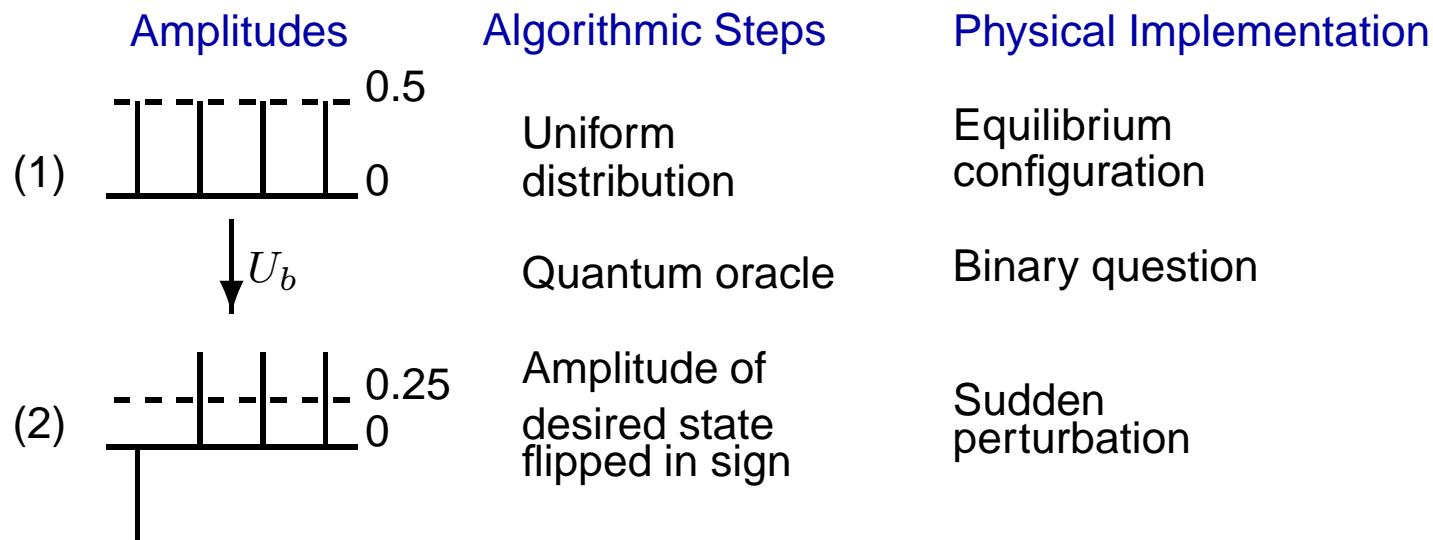 Amplitudes Algorithmic Steps Physical Implementation
0.5
(1)
0
Uniform
distribution
Equilibrium
configuration
U_b
Quantum oracle
Binary question
0.25
(2)
0
Amplitude of
desired state
flipped in sign
Sudden
perturbation